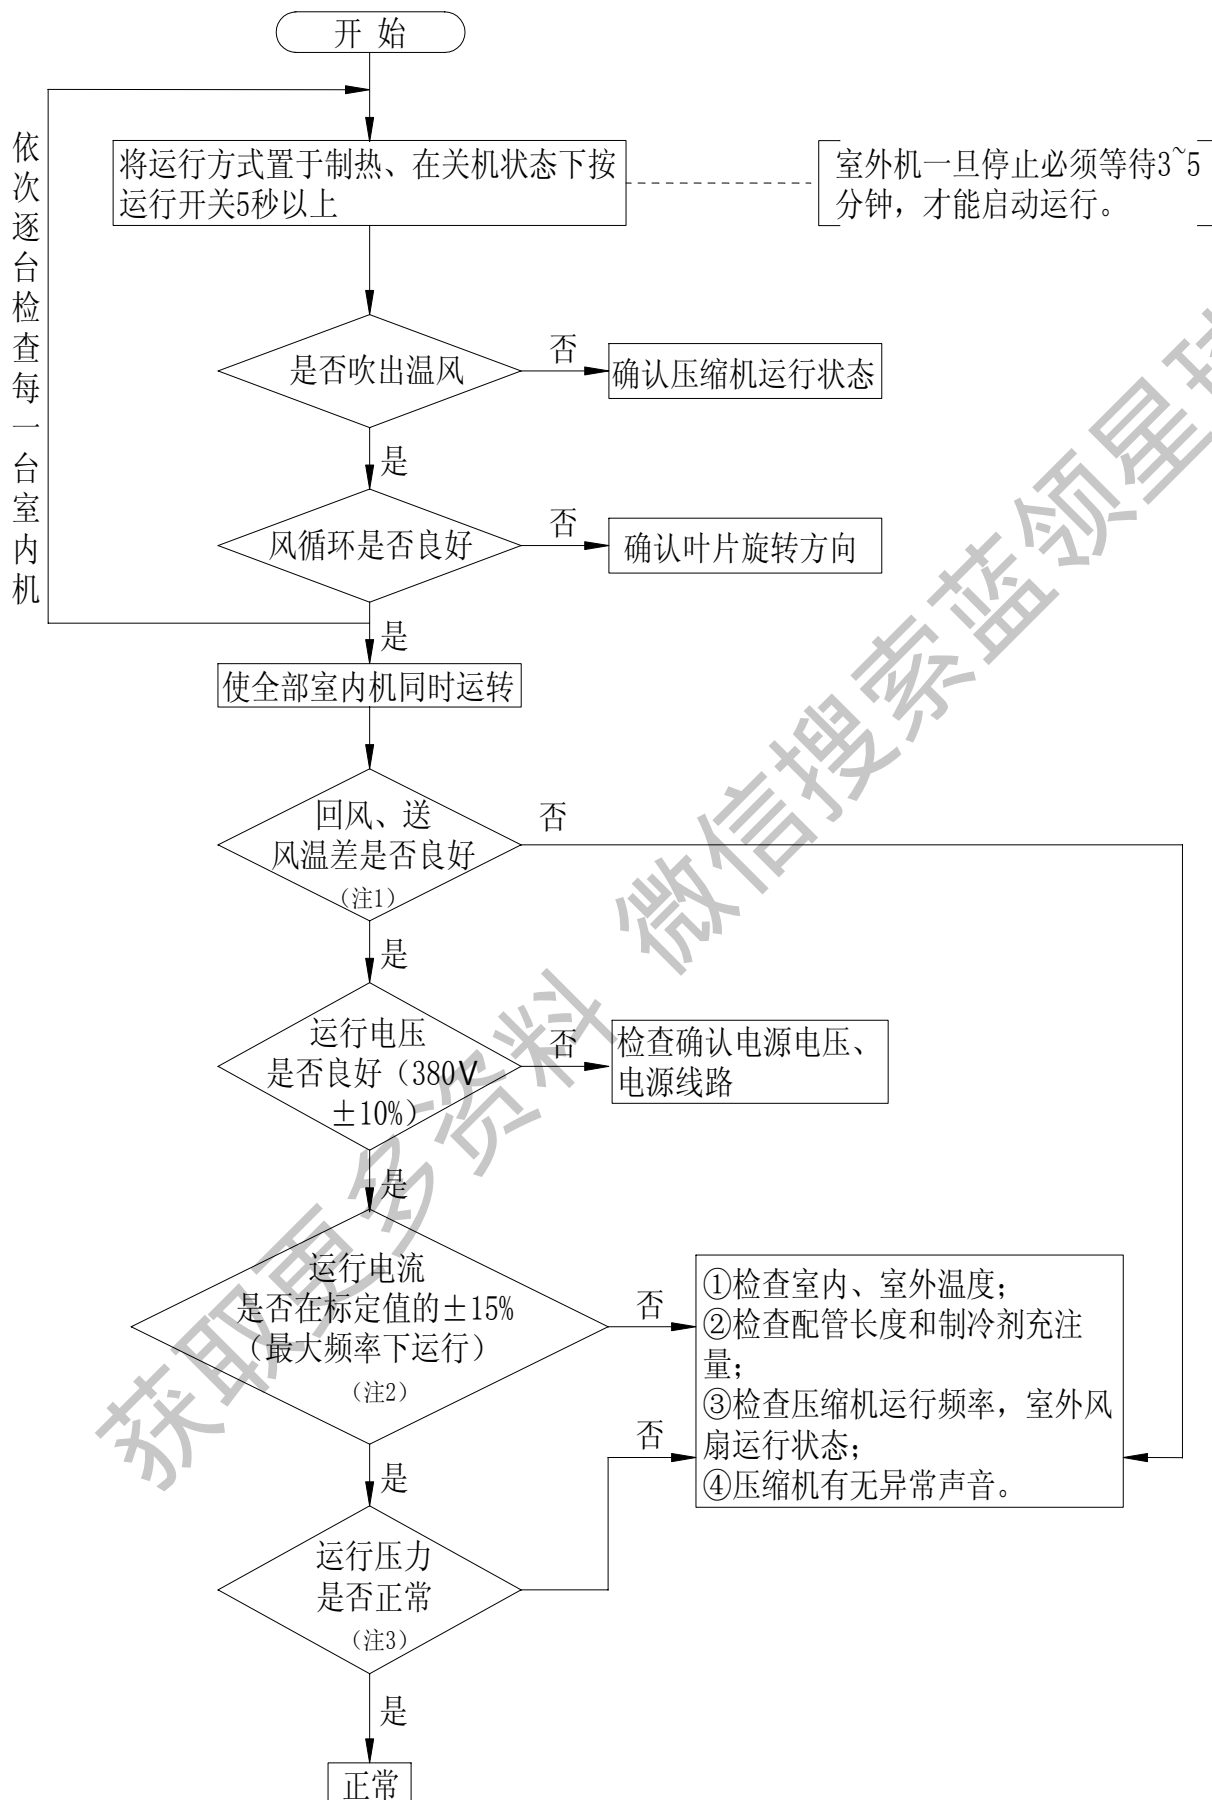 开 始
依次逐台检查每一台室内机
将运行方式置于制热、在关机状态下按
运行开关5秒以上
室外机一旦停止必须等待3~5
分钟，才能启动运行。
是否吹出温风
否
确认压缩机运行状态
是
风循环是否良好
否
确认叶片旋转方向
是
使全部室内机同时运转
回风、送
风温差是否良好
（注1）
否
是
运行电压
是否良好（380V
±10%）
否
检查确认电源电压、
电源线路
是
运行电流
是否在标定值的±15%
（最大频率下运行）
（注2）
否
①检查室内、室外温度；
②检查配管长度和制冷剂充注
量；
③检查压缩机运行频率，室外风
扇运行状态；
④压缩机有无异常声音。
是
否
运行压力
是否正常
（注3）
是
正常
获取更多资料 微信搜索蓝领星球